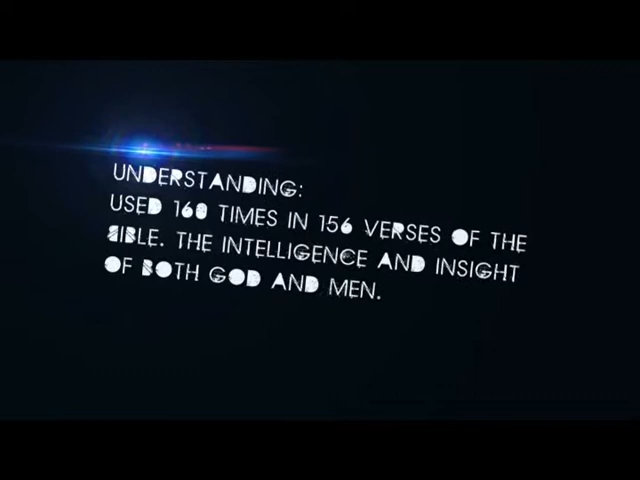 UNDERSTANDING:
USED 160 TIMES IN 156 VERSES OF THE
BIBLE. THE INTELLIGENCE AND INSIGHT
OF BOTH GOD AND MEN.